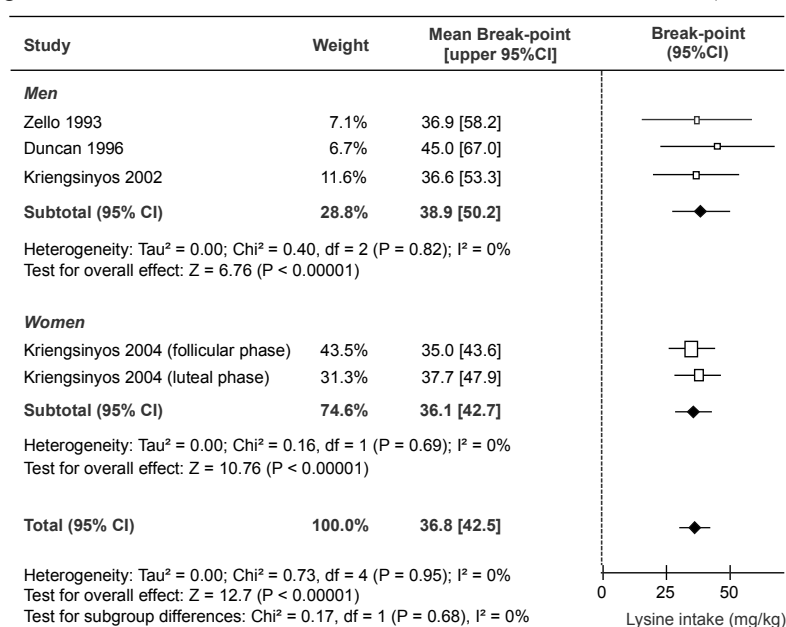 Study Weight Mean Break-point [upper 95%CI] Break-point (95%CI)
Men
Zello 1993 7.1% 36.9 [58.2]
Duncan 1996 6.7% 45.0 [67.0]
Kriengsinyos 2002 11.6% 36.6 [53.3]
Subtotal (95% CI) 28.8% 38.9 [50.2]
Heterogeneity: Tau² = 0.00; Chi² = 0.40, df = 2 (P = 0.82); I² = 0%
Test for overall effect: Z = 6.76 (P < 0.00001)
Women
Kriengsinyos 2004 (follicular phase) 43.5% 35.0 [43.6]
Kriengsinyos 2004 (luteal phase) 31.3% 37.7 [47.9]
Subtotal (95% CI) 74.6% 36.1 [42.7]
Heterogeneity: Tau² = 0.00; Chi² = 0.16, df = 1 (P = 0.69); I² = 0%
Test for overall effect: Z = 10.76 (P < 0.00001)
Total (95% CI) 100.0% 36.8 [42.5]
Heterogeneity: Tau² = 0.00; Chi² = 0.73, df = 4 (P = 0.95); I² = 0%
Test for overall effect: Z = 12.7 (P < 0.00001)
Test for subgroup differences: Chi² = 0.17, df = 1 (P = 0.68), I² = 0%
0 25 50
Lysine intake (mg/kg)